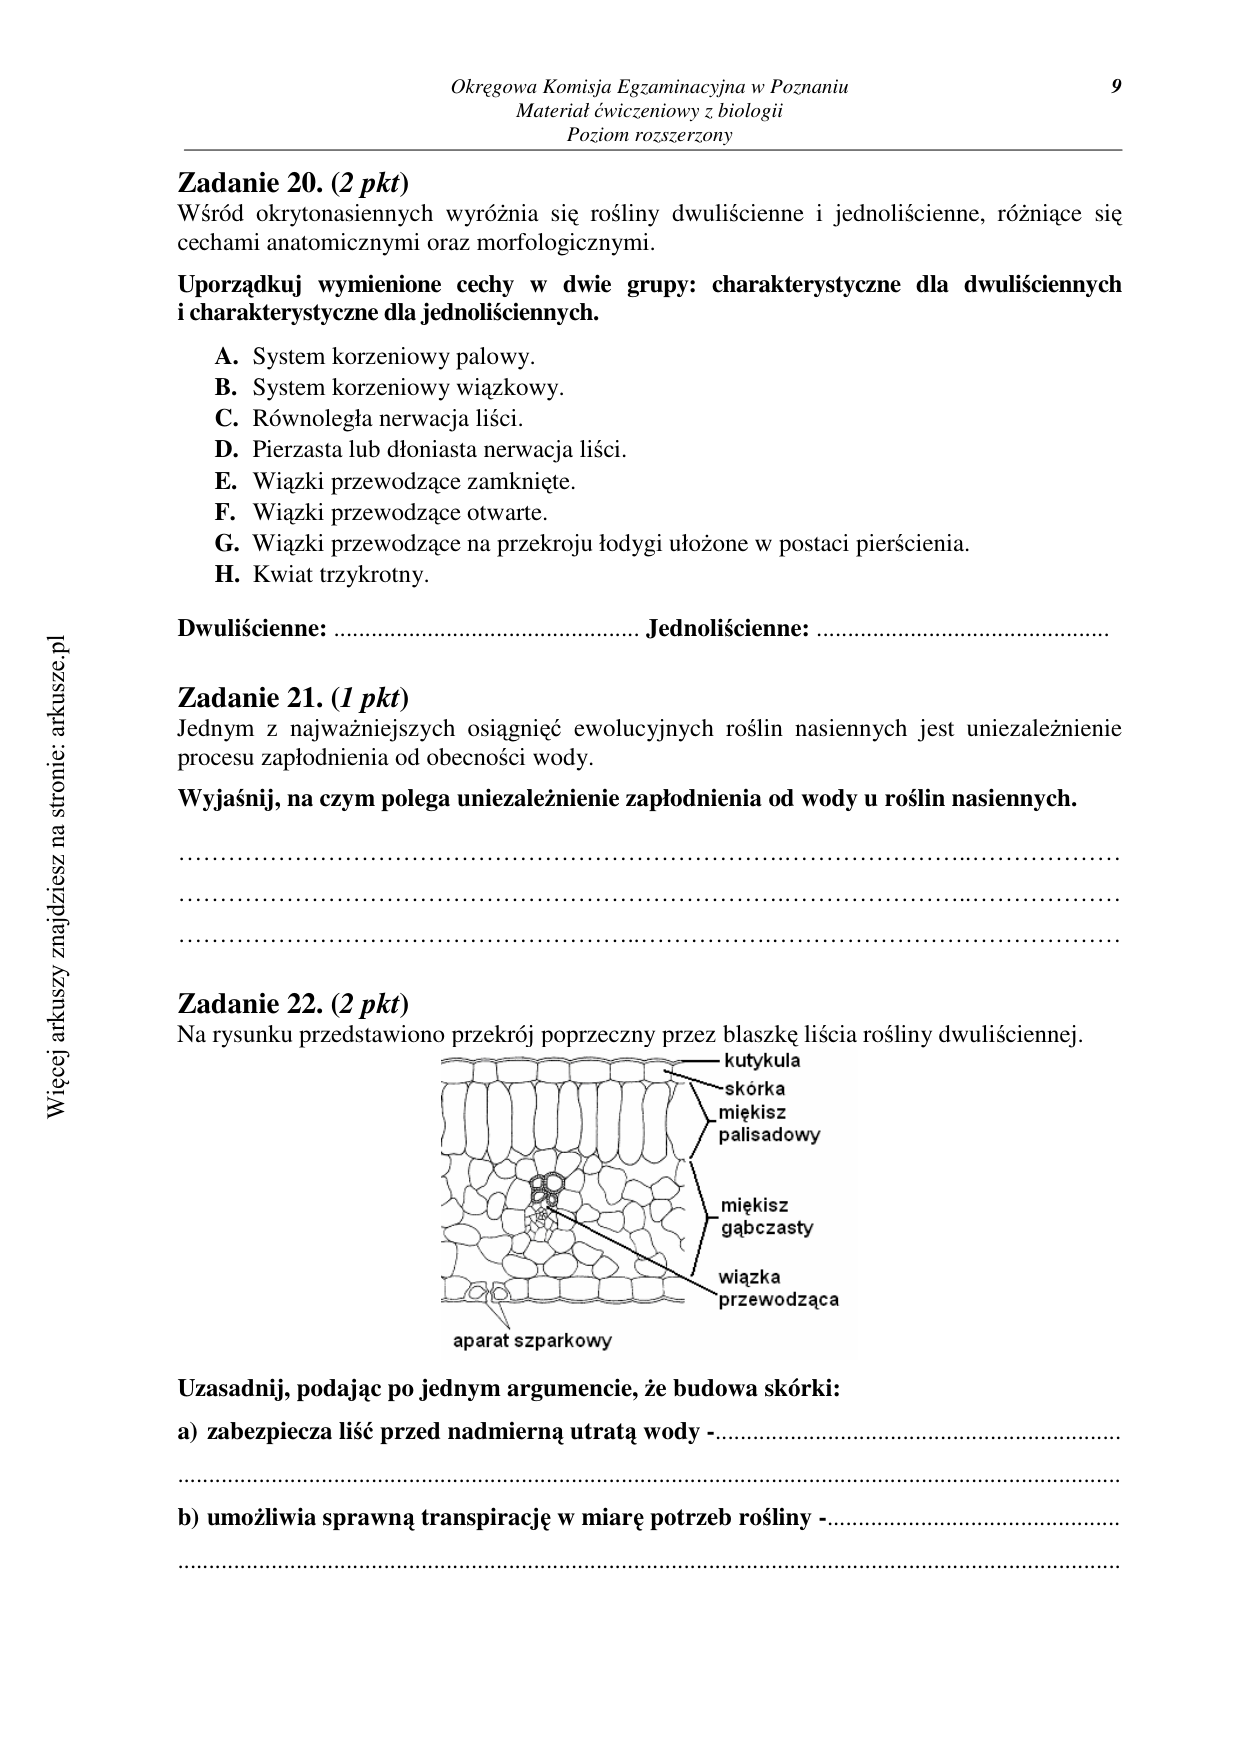 Okręgowa Komisja Egzaminacyjna w Poznaniu 9
Materiał ćwiczeniowy z biologii
Poziom rozszerzony
Zadanie 20. (2 pkt)
Wśród okrytonasiennych wyróżnia się rośliny dwuliścienne i jednoliścienne, różniące się
cechami anatomicznymi oraz morfologicznymi.
Uporządkuj wymienione cechy w dwie grupy: charakterystyczne dla dwuliściennych
i charakterystyczne dla jednoliściennych.
A. System korzeniowy palowy.
B. System korzeniowy wiązkowy.
C. Równoległa nerwacja liści.
D. Pierzasta lub dłoniasta nerwacja liści.
E. Wiązki przewodzące zamknięte.
F. Wiązki przewodzące otwarte.
G. Wiązki przewodzące na przekroju łodygi ułożone w postaci pierścienia.
H. Kwiat trzykrotny.
Dwuliścienne: ................................................. Jednoliścienne: ...............................................
Zadanie 21. (1 pkt)
Jednym z najważniejszych osiągnięć ewolucyjnych roślin nasiennych jest uniezależnienie
procesu zapłodnienia od obecności wody.
Wyjaśnij, na czym polega uniezależnienie zapłodnienia od wody u roślin nasiennych.
Zadanie 22. (2 pkt)
Na rysunku przedstawiono przekrój poprzeczny przez blaszkę liścia rośliny dwuliściennej.
kutykula
skórka
miękisz
palisadowy
miękisz
gąbczasty
wiązka
przewodząca
aparat szparkowy
Uzasadnij, podając po jednym argumencie, że budowa skórki:
a) zabezpiecza liść przed nadmierną utratą wody -.................................................................
b) umożliwia sprawną transpirację w miarę potrzeb rośliny -...............................................
Więcej arkuszy znajdziesz na stronie: arkusze.pl